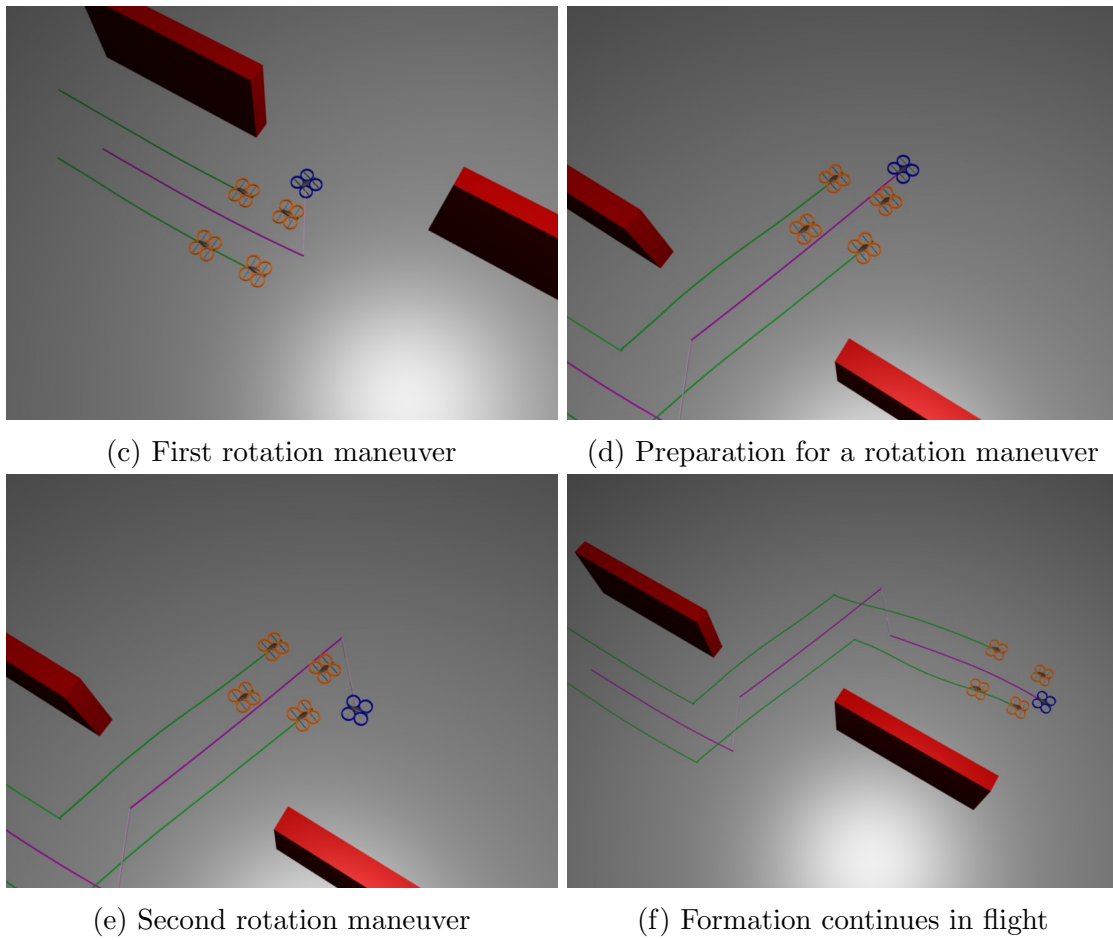 (c) First rotation maneuver
(d) Preparation for a rotation maneuver
(e) Second rotation maneuver
(f) Formation continues in flight